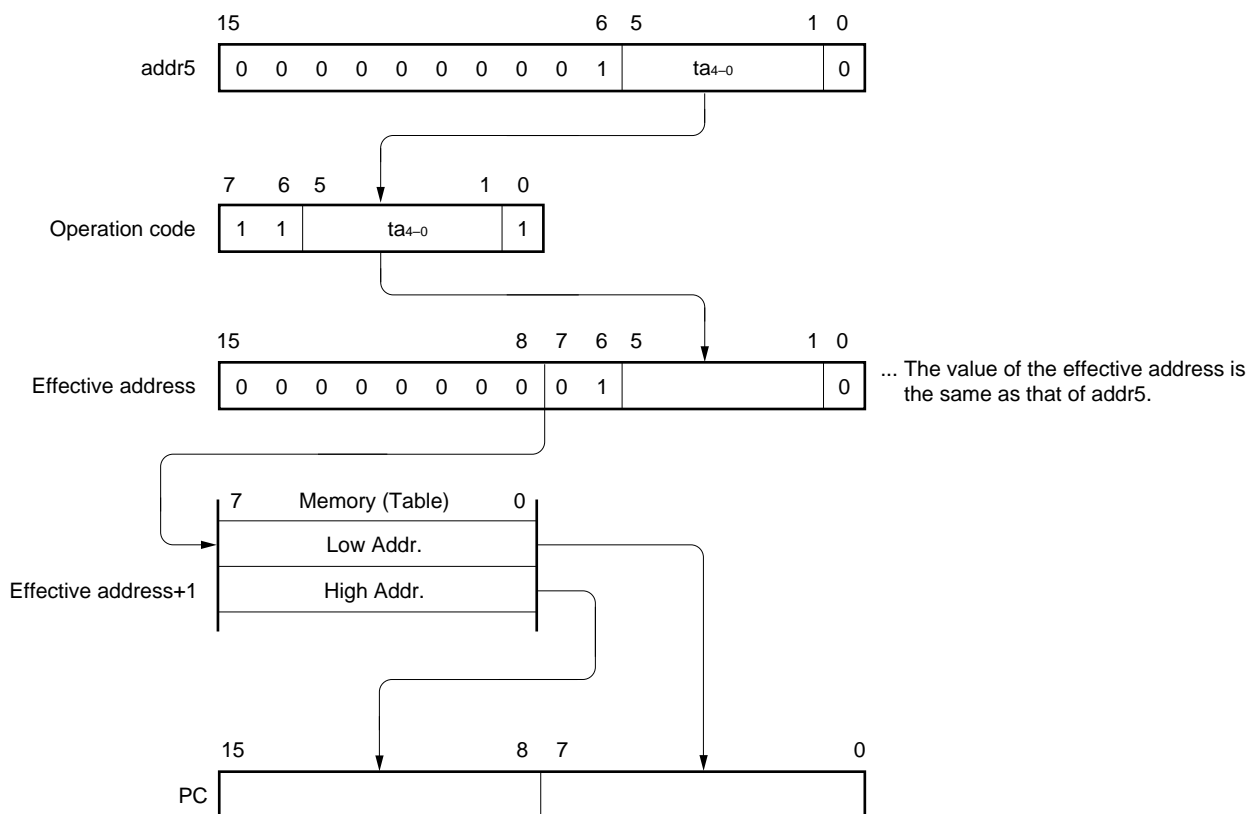 15 6 5 1 0
addr5 0 0 0 0 0 0 0 0 0 1 ta4–0 0
7 6 5 1 0
Operation code 1 1 ta4–0 1
15 8 7 6 5 1 0
Effective address 0 0 0 0 0 0 0 0 0 1 0 ... The value of the effective address is
the same as that of addr5.
7 Memory (Table) 0
Low Addr.
Effective address+1 High Addr.
15 8 7 0
PC